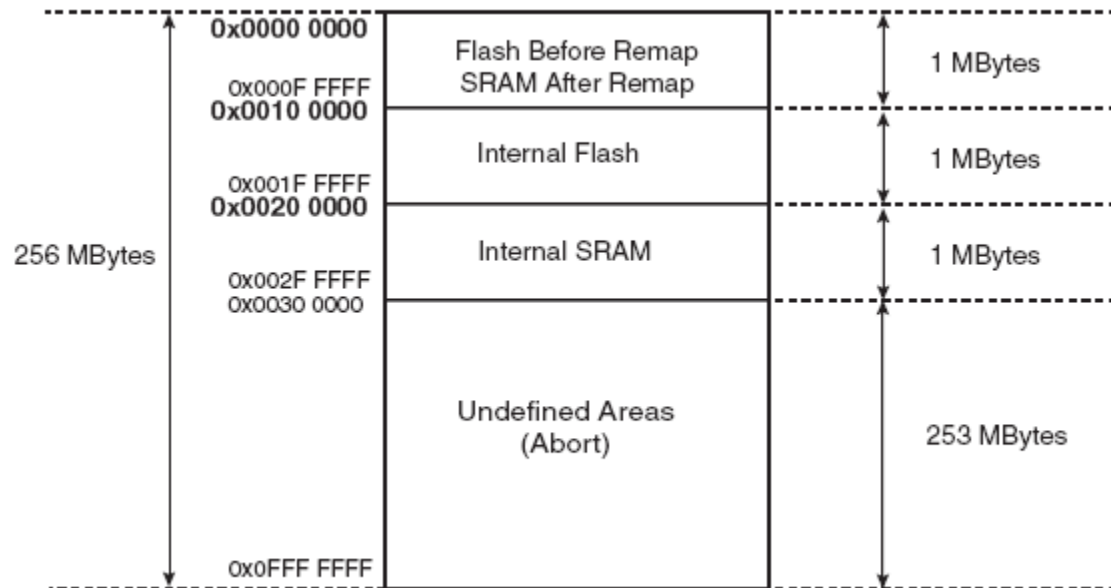 0x0000 0000
Flash Before Remap
SRAM After Remap
1 MBytes
0x000F FFFF
0x0010 0000
Internal Flash
1 MBytes
0x001F FFFF
0x0020 0000
256 MBytes
Internal SRAM
1 MBytes
0x002F FFFF
0x0030 0000
Undefined Areas
(Abort)
253 MBytes
0x0FFF FFFF